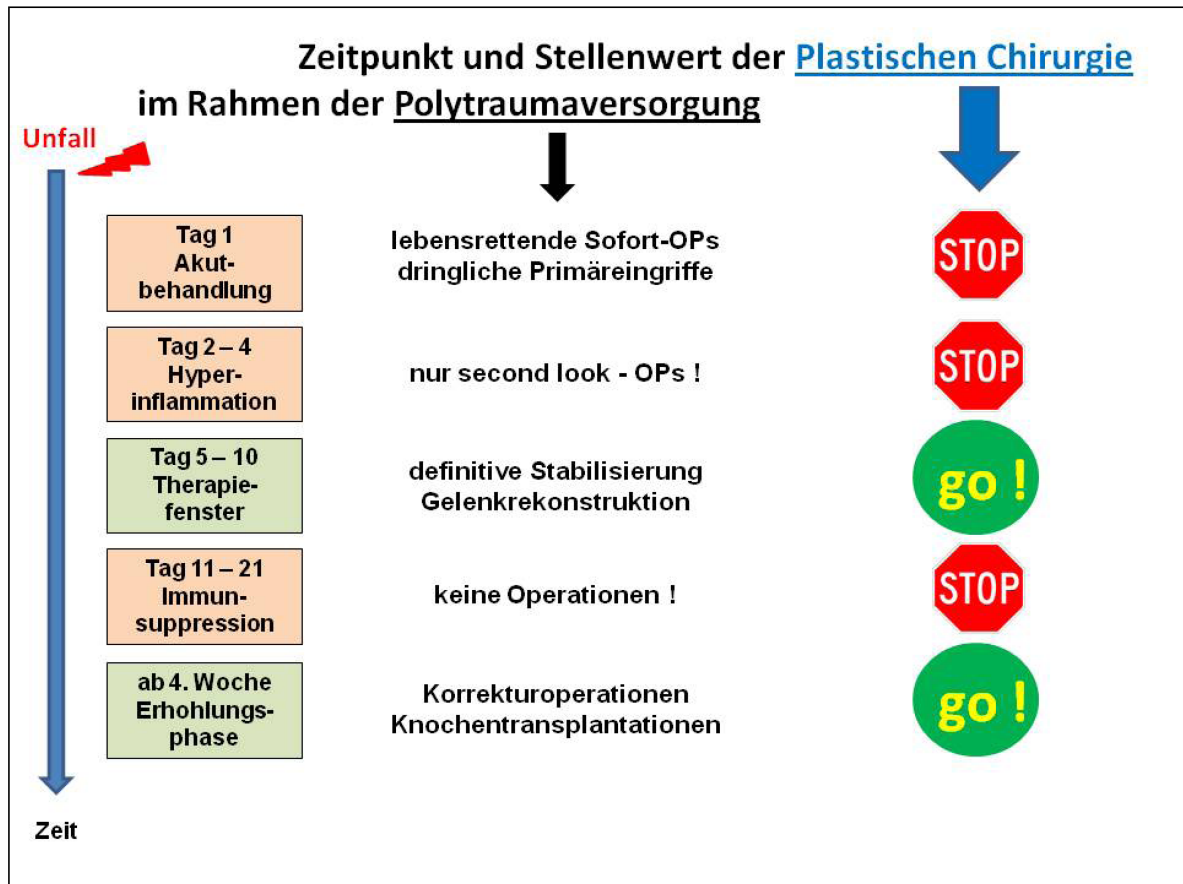 Zeitpunkt und Stellenwert der Plastischen Chirurgie
im Rahmen der Polytraumaversorgung
Unfall
Tag 1
Akut-
behandlung
lebensrettende Sofort-OPs
dringliche Primäreingriffe
STOP
Tag 2 – 4
Hyper-
inflammation
nur second look - OPs !
STOP
Tag 5 – 10
Therapie-
fenster
definitive Stabilisierung
Gelenkrekonstruktion
go !
Tag 11 – 21
Immun-
suppression
keine Operationen !
STOP
ab 4. Woche
Erhohlungs-
phase
Korrekturoperationen
Knochentransplantationen
go !
Zeit